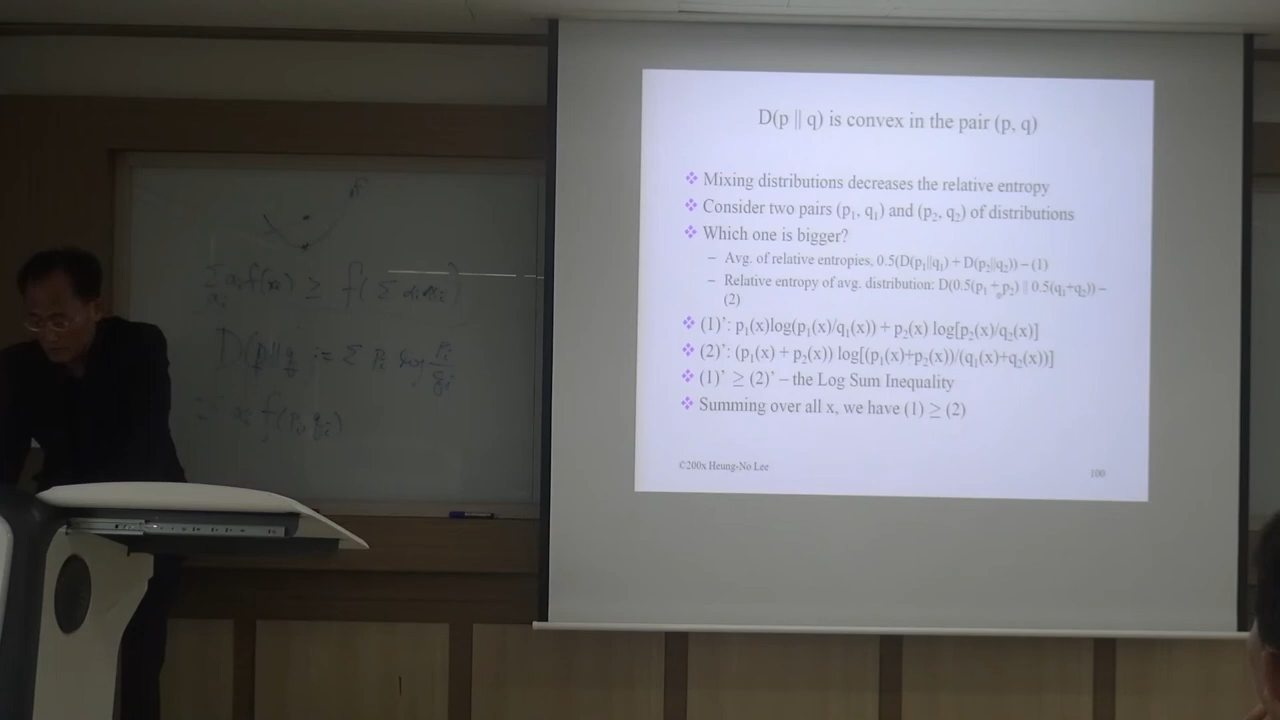 D(p || q) is convex in the pair (p, q)
❖ Mixing distributions decreases the relative entropy
❖ Consider two pairs (p₁, q₁) and (p₂, q₂) of distributions
❖ Which one is bigger?
– Avg. of relative entropies, 0.5(D(p₁||q₁) + D(p₂||q₂)) – (1)
– Relative entropy of avg. distribution: D(0.5(p₁ + p₂) || 0.5(q₁+q₂)) –
(2)
❖ (1)’: p₁(x)log(p₁(x)/q₁(x)) + p₂(x) log[p₂(x)/q₂(x)]
❖ (2)’: (p₁(x) + p₂(x)) log[(p₁(x)+p₂(x))/(q₁(x)+q₂(x))]
❖ (1)’ ≥ (2)’ – the Log Sum Inequality
❖ Summing over all x, we have (1) ≥ (2)
©200x Heung-No Lee
100